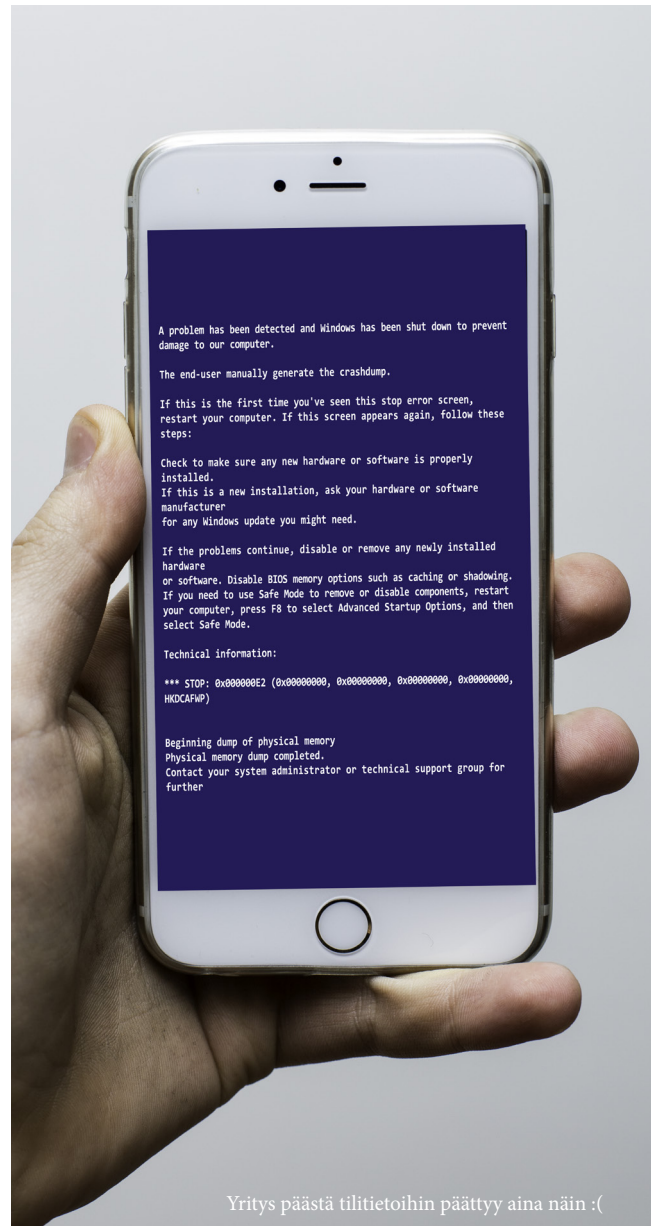 A problem has been detected and Windows has been shut down to prevent
damage to our computer.
The end-user manually generate the crashdump.
If this is the first time you've seen this stop error screen,
restart your computer. If this screen appears again, follow these
steps:
Check to make sure any new hardware or software is properly
installed.
If this is a new installation, ask your hardware or software
manufacturer
for any Windows update you might need.
If the problems continue, disable or remove any newly installed
hardware
or software. Disable BIOS memory options such as caching or shadowing.
If you need to use Safe Mode to remove or disable components, restart
your computer, press F8 to select Advanced Startup Options, and then
select Safe Mode.
Technical information:
*** STOP: 0x000000E2 (0x00000000, 0x00000000, 0x00000000, 0x00000000,
HKDCAFWP)
Beginning dump of physical memory
Physical memory dump completed.
Contact your system administrator or technical support group for
further
Yritys päästä tilitietoihin päättyy aina näin :(